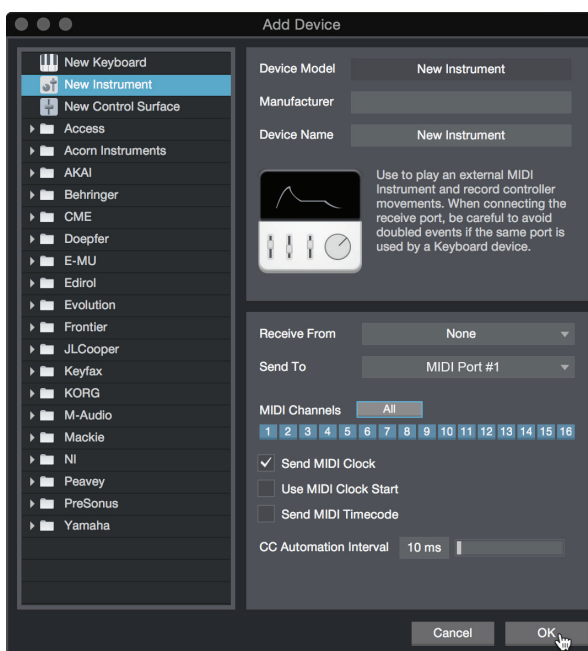 Add Device
New Keyboard
New Instrument
New Control Surface
Access
Acorn Instruments
AKAI
Behringer
CME
Doepfer
E-MU
Edirol
Evolution
Frontier
JLCooper
Keyfax
KORG
M-Audio
Mackie
NI
Peavey
PreSonus
Yamaha
Device Model New Instrument
Manufacturer
Device Name New Instrument
Use to play an external MIDI
Instrument and record controller
movements. When connecting the
receive port, be careful to avoid
doubled events if the same port is
used by a Keyboard device.
Receive From None
Send To MIDI Port #1
MIDI Channels All
1 2 3 4 5 6 7 8 9 10 11 12 13 14 15 16
Send MIDI Clock
Use MIDI Clock Start
Send MIDI Timecode
CC Automation Interval 10 ms
Cancel OK